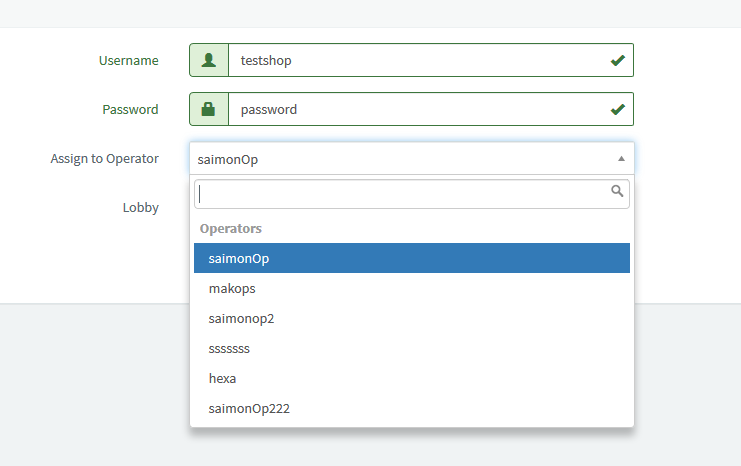 Username
testshop
Password
password
Assign to Operator
saimonOp
Lobby
Operators
saimonOp
makops
saimonop2
sssssss
hexa
saimonOp222